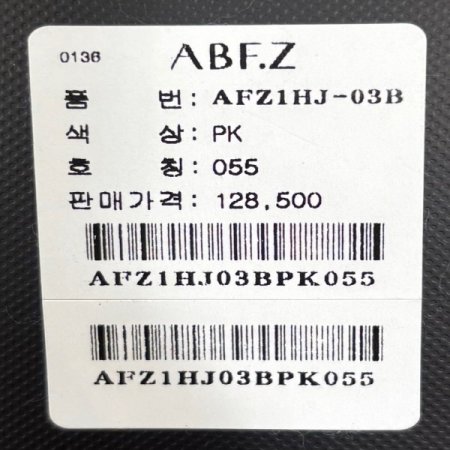 0136 ABF.Z
품 번 : AFZ1HJ-03B
색 상 : PK
호 칭 : 055
판매가격 : 128,500
AFZ1HJ03BPK055
AFZ1HJ03BPK055